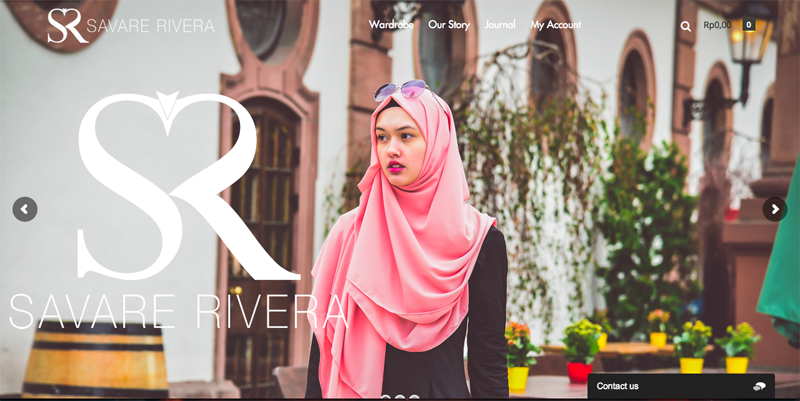 SR SAVARE RIVERA
Wardrobe Our Story Journal My Account
Rp0,00 0
SR
SAVARE RIVERA
Contact us